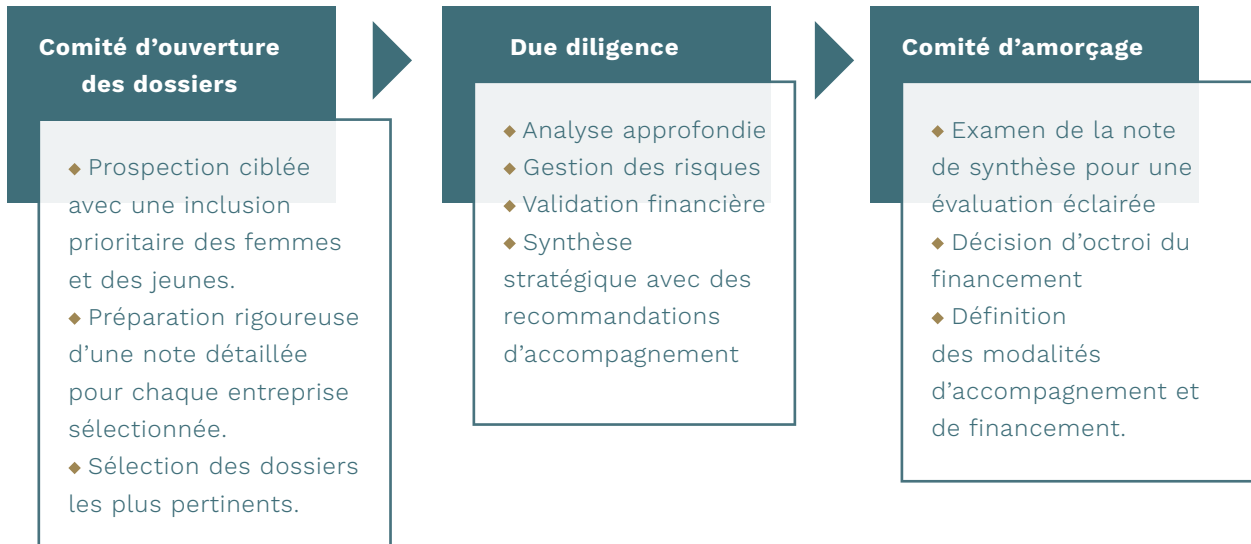 Comité d’ouverture
des dossiers
◆ Prospection ciblée
avec une inclusion
prioritaire des femmes
et des jeunes.
◆ Préparation rigoureuse
d’une note détaillée
pour chaque entreprise
sélectionnée.
◆ Sélection des dossiers
les plus pertinents.
Due diligence
◆ Analyse approfondie
◆ Gestion des risques
◆ Validation financière
◆ Synthèse
stratégique avec des
recommandations
d’accompagnement
Comité d’amorçage
◆ Examen de la note
de synthèse pour une
évaluation éclairée
◆ Décision d’octroi du
financement
◆ Définition
des modalités
d’accompagnement et
de financement.